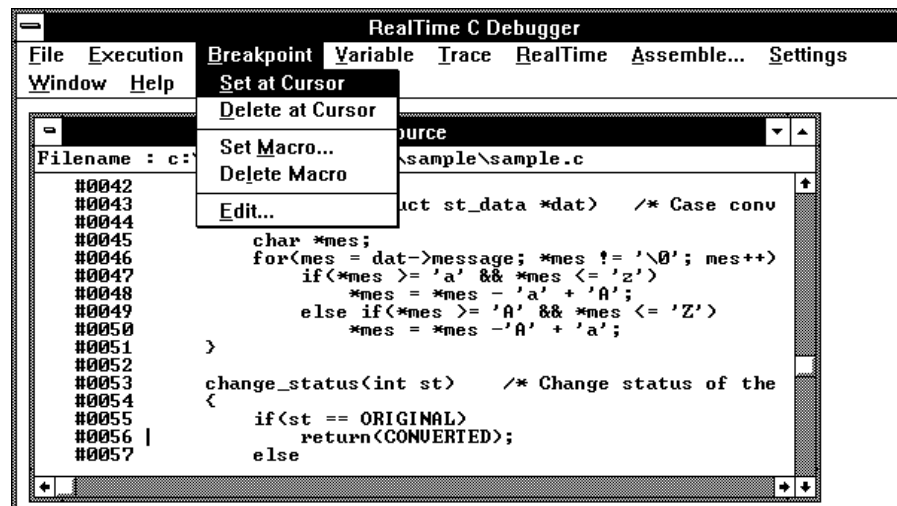 RealTime C Debugger
File Execution Breakpoint Variable Trace RealTime Assemble... Settings
Window Help
Set at Cursor
Delete at Cursor
Set Macro...
Delete Macro
Edit...
ource
Filename : c:\ \sample\sample.c
#0042
#0043 uct st_data *dat) /* Case conv
#0044
#0045 char *mes;
#0046 for(mes = dat->message; *mes != '\0'; mes++)
#0047 if(*mes >= 'a' && *mes <= 'z')
#0048 *mes = *mes - 'a' + 'A';
#0049 else if(*mes >= 'A' && *mes <= 'Z')
#0050 *mes = *mes -'A' + 'a';
#0051 }
#0052
#0053 change_status(int st) /* Change status of the
#0054 {
#0055 if(st == ORIGINAL)
#0056 return(CONVERTED);
#0057 else